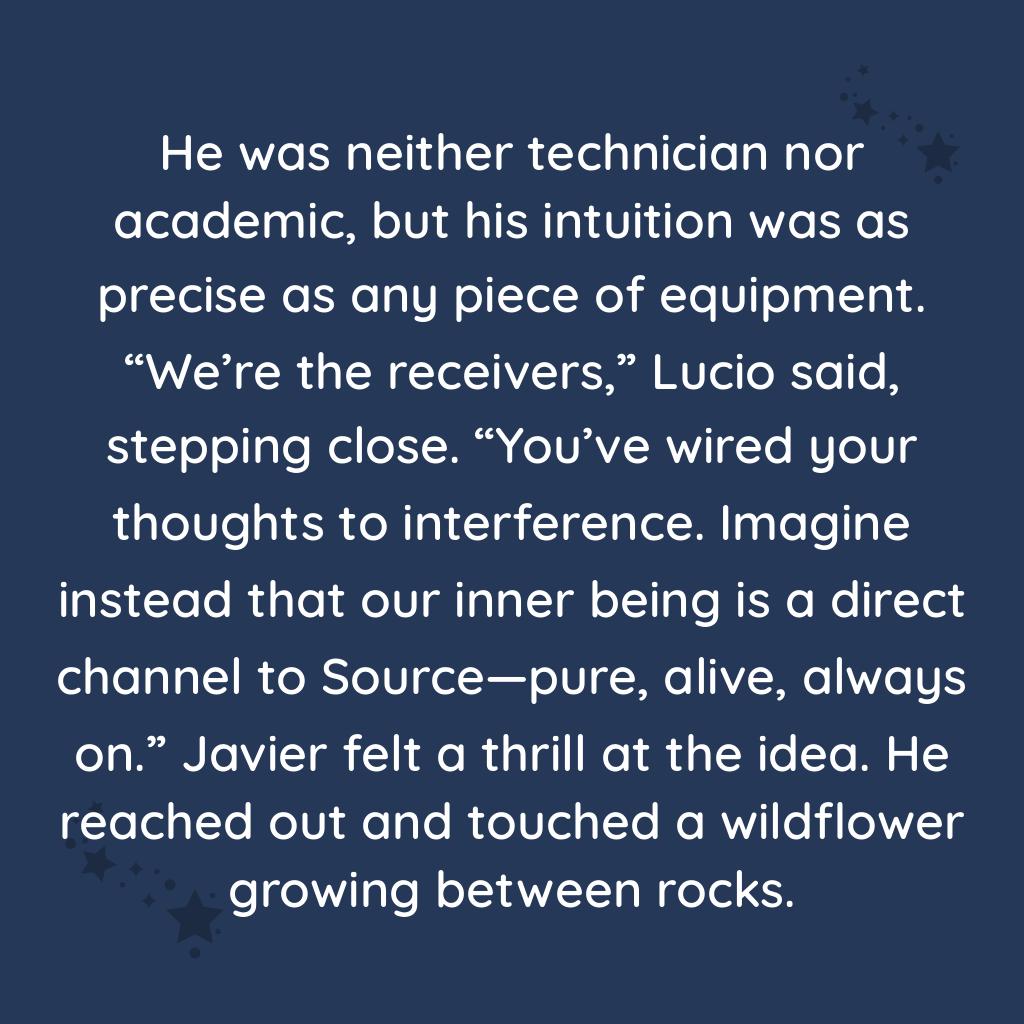 He was neither technician nor
academic, but his intuition was as
precise as any piece of equipment.
“We’re the receivers,” Lucio said,
stepping close. “You’ve wired your
thoughts to interference. Imagine
instead that our inner being is a direct
channel to Source—pure, alive, always
on.” Javier felt a thrill at the idea. He
reached out and touched a wildflower
growing between rocks.